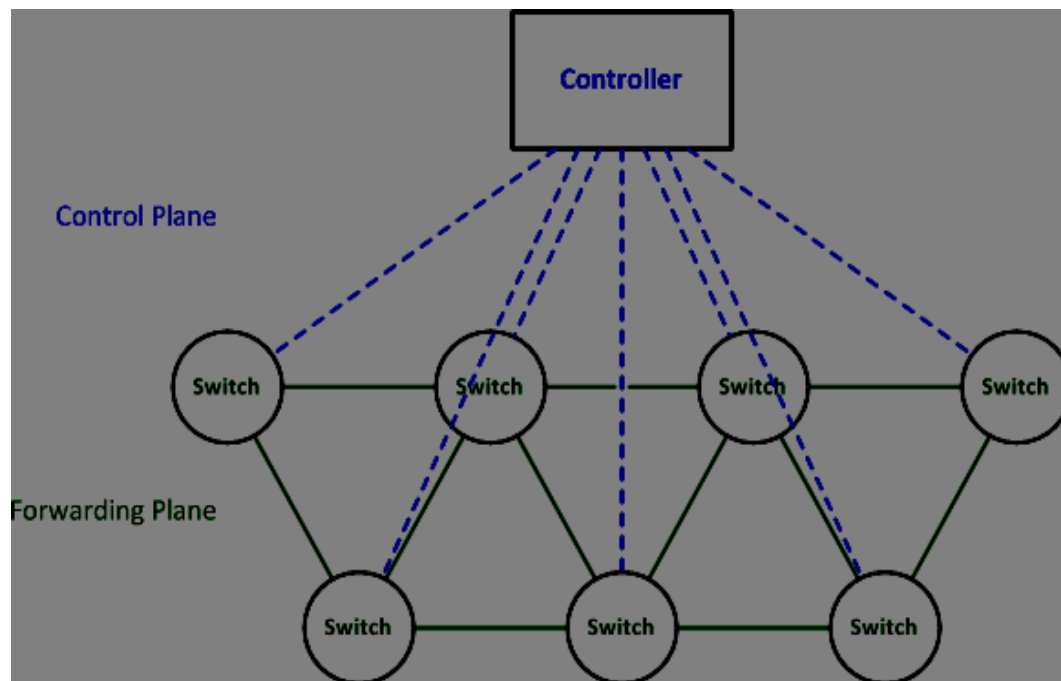 Controller
Control Plane
Switch Switch Switch Switch
Forwarding Plane
Switch Switch Switch